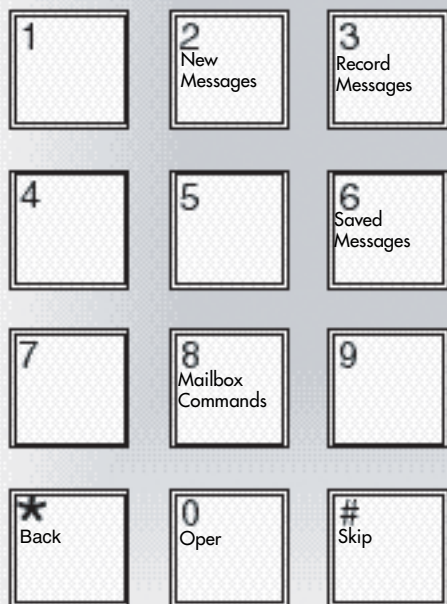 1
2
New
Messages
3
Record
Messages
4
5
6
Saved
Messages
7
8
Mailbox
Commands
9
*
Back
0
Oper
#
Skip